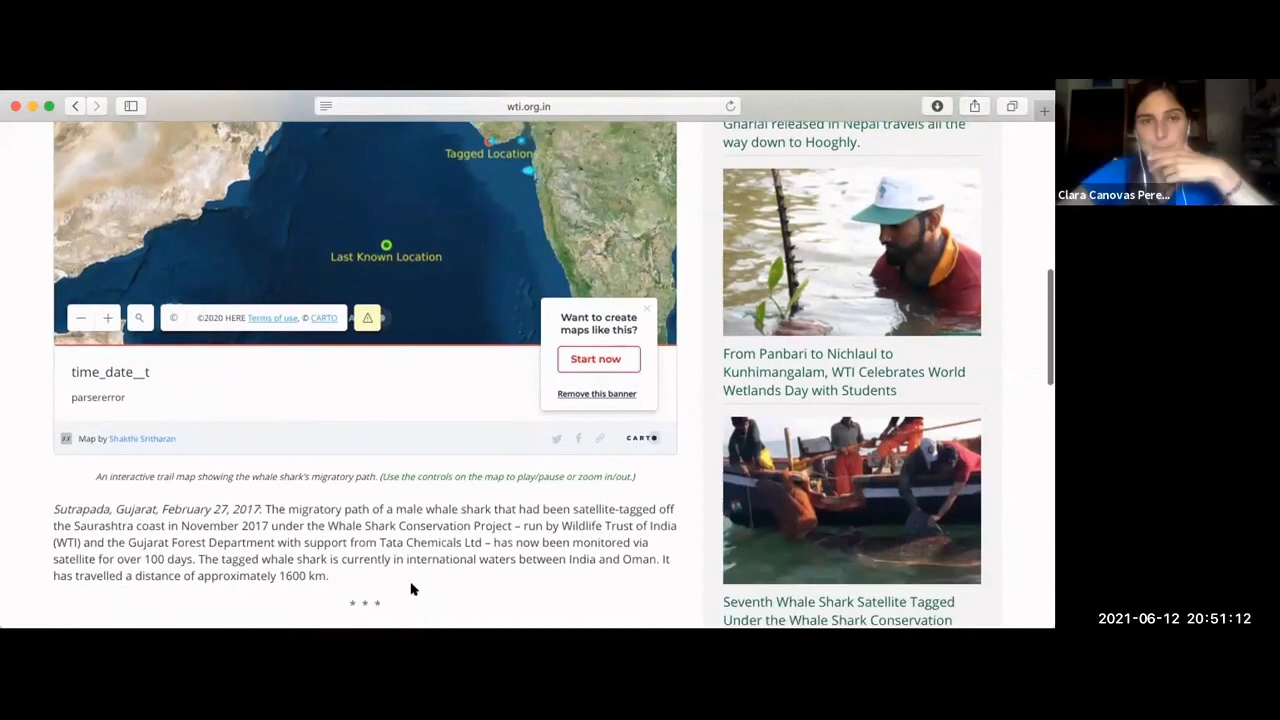 wti.org.in
Tagged Location
Last Known Location
©2020 HERE Terms of use, © CARTO
Want to create
maps like this?
Start now
Remove this banner
time_date__t
parsererror
Map by Shakthi Sritharan
CARTO
An interactive trail map showing the whale shark's migratory path. (Use the controls on the map to play/pause or zoom in/out.)
Sutrapada, Gujarat, February 27, 2017: The migratory path of a male whale shark that had been satellite-tagged off
the Saurashtra coast in November 2017 under the Whale Shark Conservation Project – run by Wildlife Trust of India
(WTI) and the Gujarat Forest Department with support from Tata Chemicals Ltd – has now been monitored via
satellite for over 100 days. The tagged whale shark is currently in international waters between India and Oman. It
has travelled a distance of approximately 1600 km.
* * *
Gharial released in Nepal travels all the
way down to Hooghly.
From Panbari to Nichlaul to
Kunhimangalam, WTI Celebrates World
Wetlands Day with Students
Seventh Whale Shark Satellite Tagged
Under the Whale Shark Conservation
Clara Canovas Pere...
2021-06-12 20:51:12